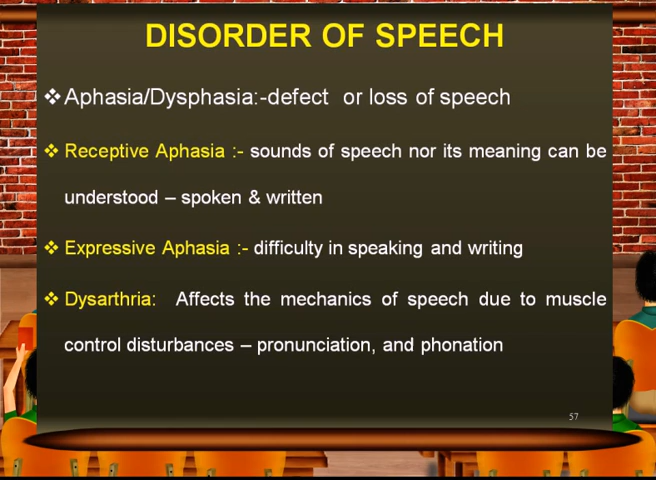 DISORDER OF SPEECH
❖Aphasia/Dysphasia:-defect or loss of speech
❖ Receptive Aphasia :- sounds of speech nor its meaning can be
understood – spoken & written
❖ Expressive Aphasia :- difficulty in speaking and writing
❖ Dysarthria: Affects the mechanics of speech due to muscle
control disturbances – pronunciation, and phonation
57